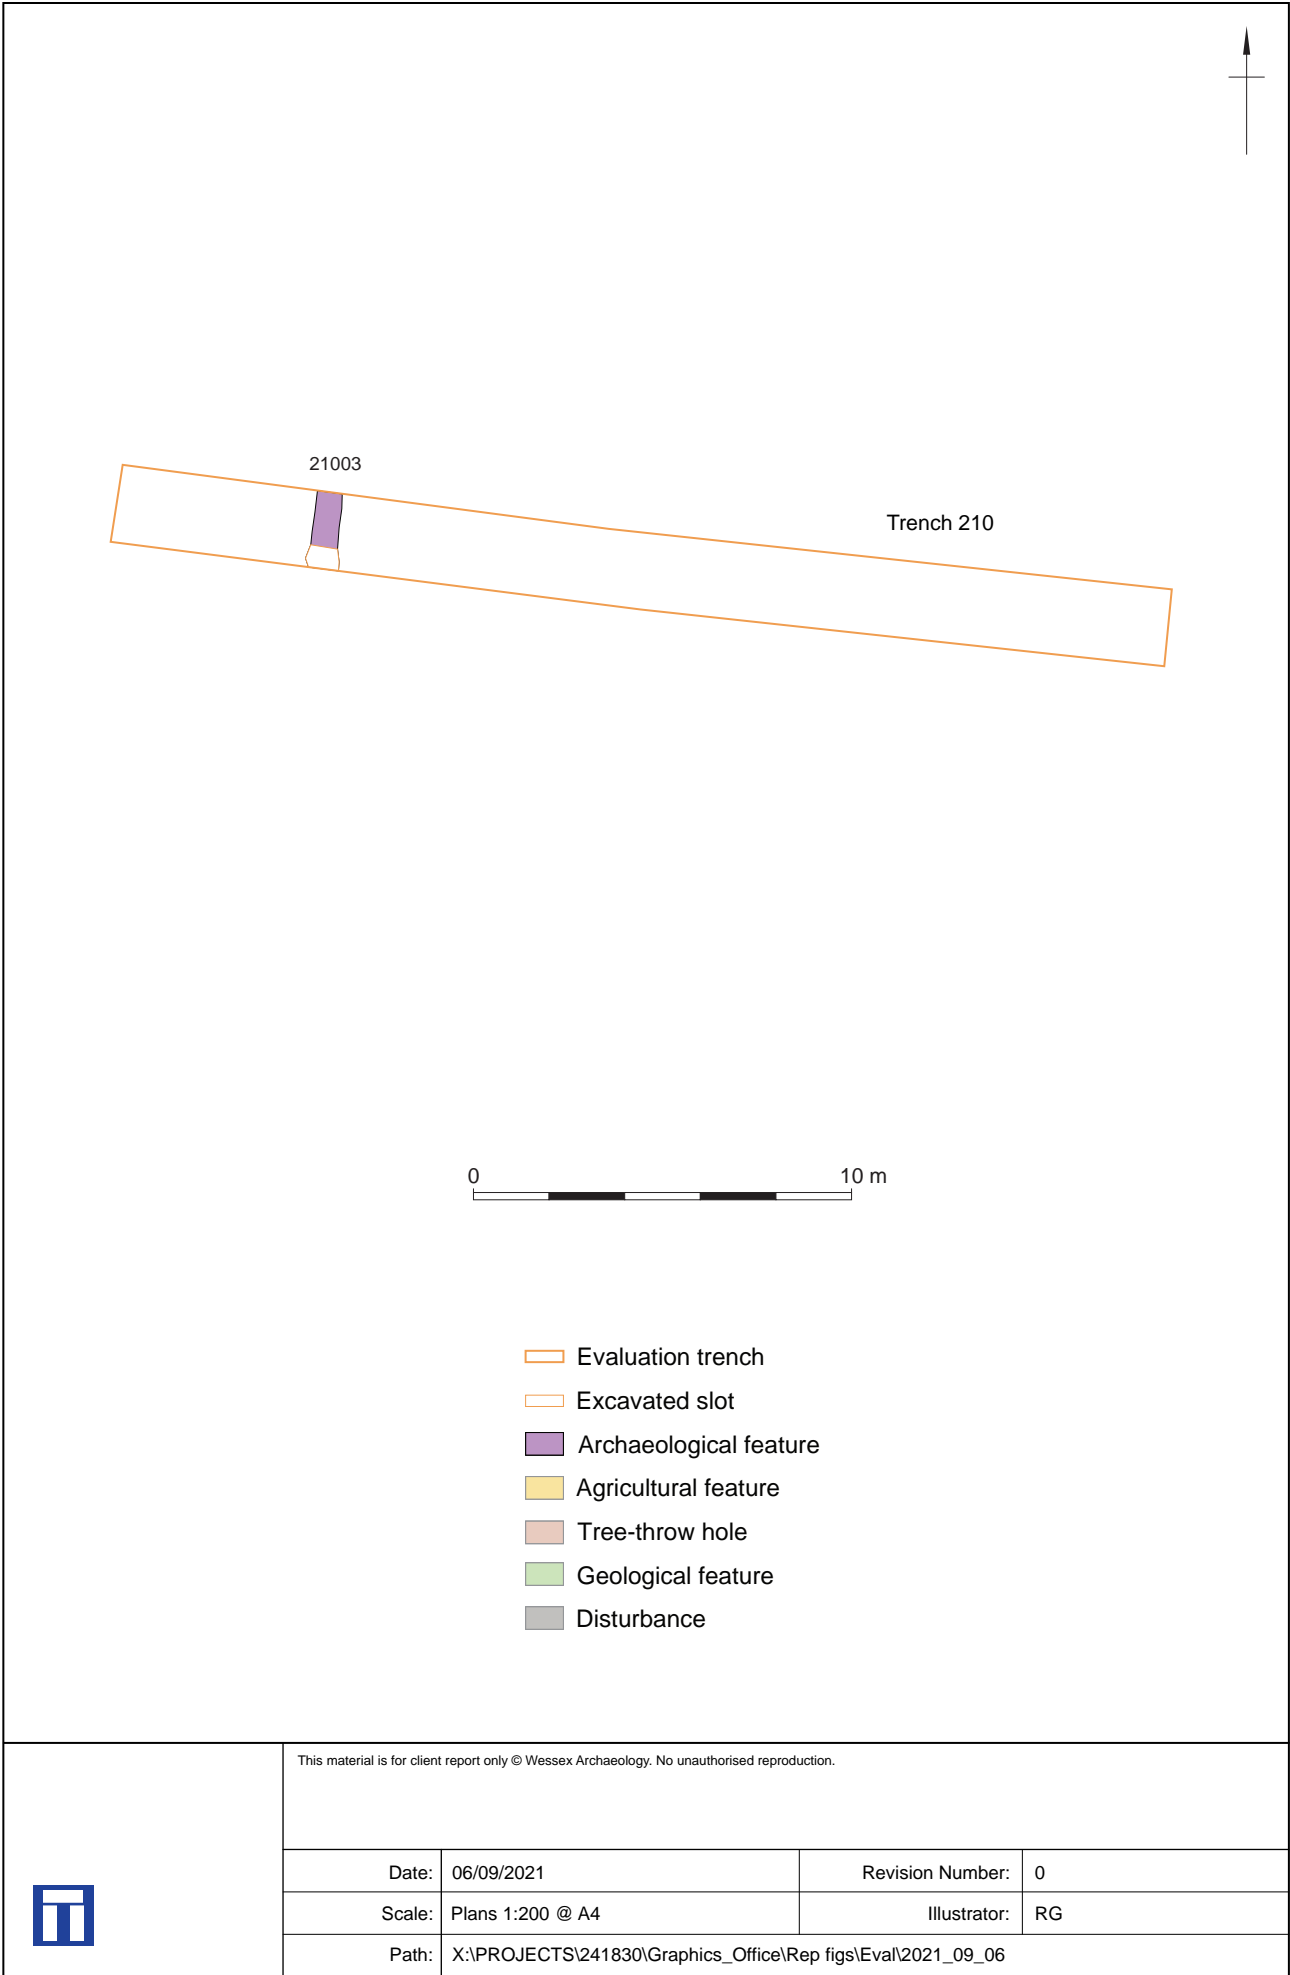 21003
Trench 210
0 10 m
Evaluation trench
Excavated slot
Archaeological feature
Agricultural feature
Tree-throw hole
Geological feature
Disturbance
This material is for client report only © Wessex Archaeology. No unauthorised reproduction.
Date: 06/09/2021 Revision Number: 0
Scale: Plans 1:200 @ A4 Illustrator: RG
Path: X:\PROJECTS\241830\Graphics_Office\Rep figs\Eval\2021_09_06